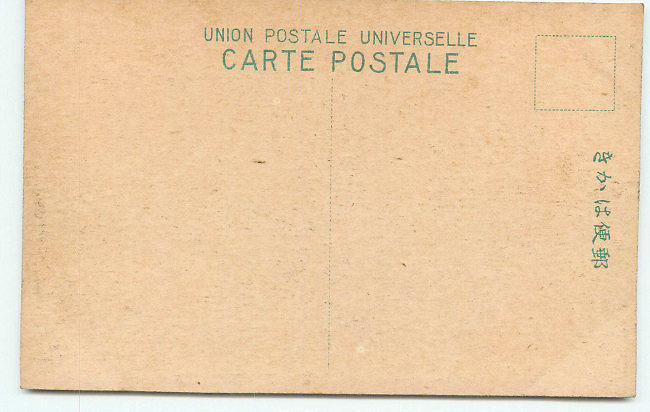 UNION POSTALE UNIVERSELLE
CARTE POSTALE
郵便はかき